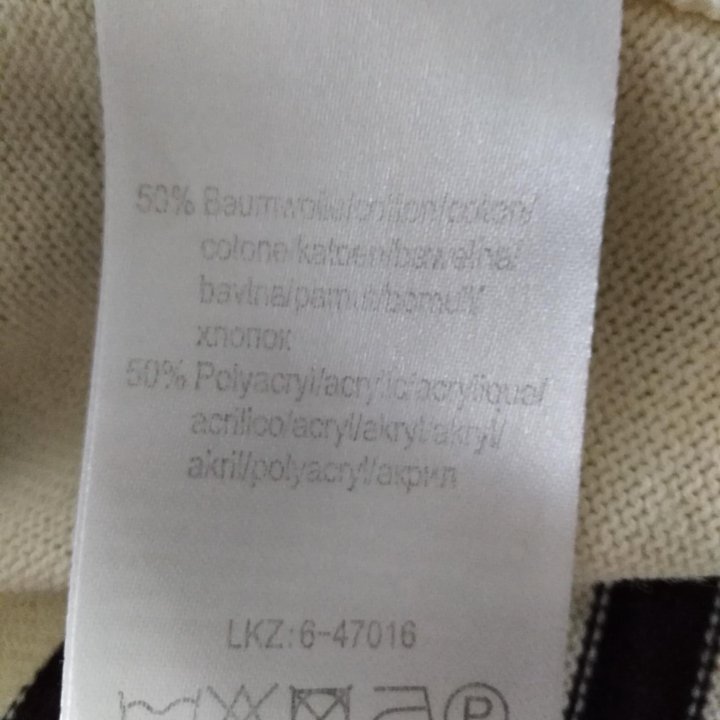 50% Baumwolle/cotton/coton/
cotone/katoen/bawełna/
bavlna/pamut/bomuld/
хлопок
50% Polyacryl/acrylic/acrylique/
acrilico/acryl/akryl/akryl/
akril/polyacryl/акрил
LKZ: 6-47016
P